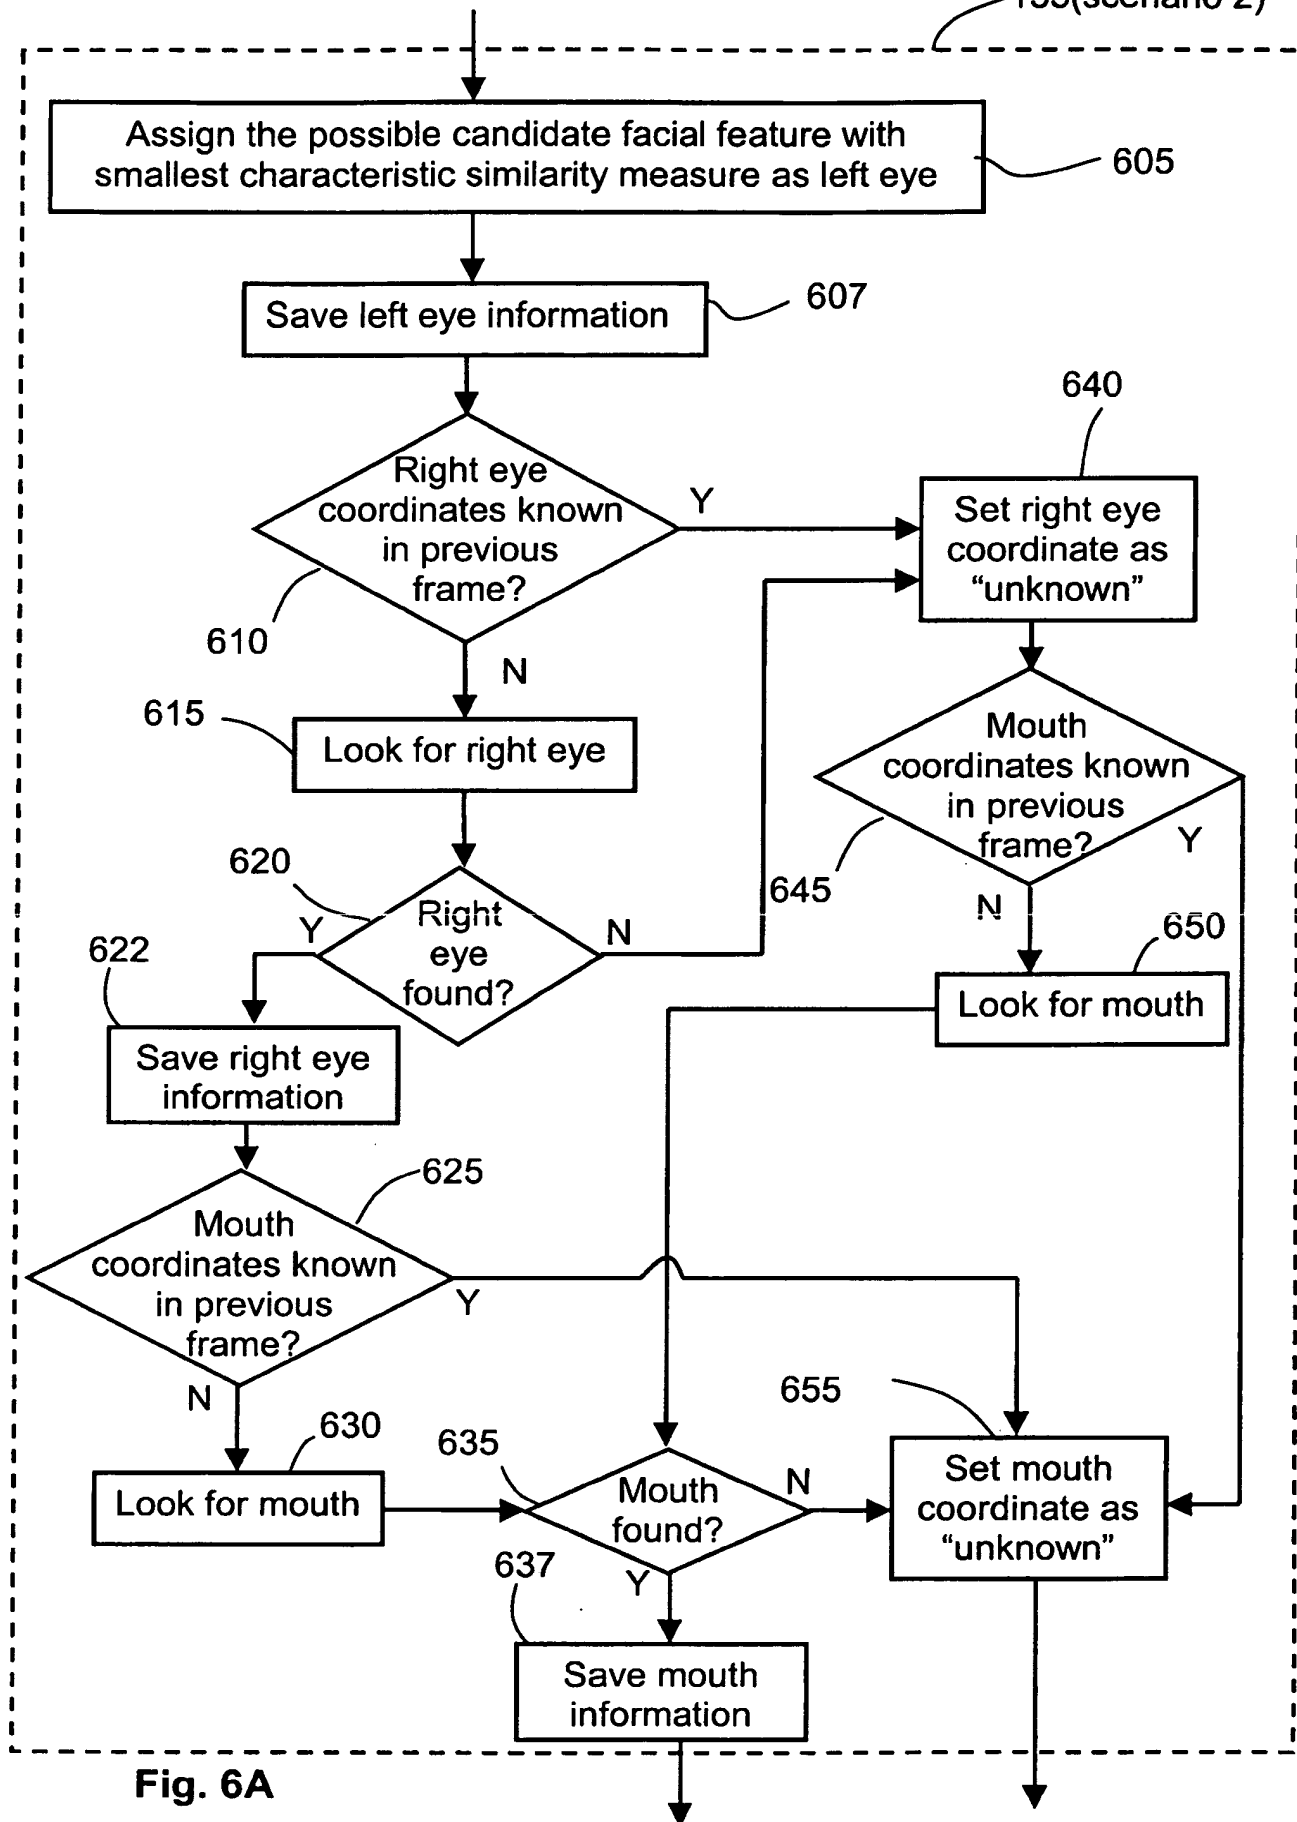 (scenario 2)
Assign the possible candidate facial feature with
smallest characteristic similarity measure as left eye
605
Save left eye information
607
640
Right eye
coordinates known
in previous
frame?
Y
610
N
Set right eye
coordinate as
“unknown”
615
Look for right eye
Mouth
coordinates known
in previous
frame?
Y
645
N
620
Y
Right
eye
found?
N
622
650
Look for mouth
Save right eye
information
625
Mouth
coordinates known
in previous
frame?
Y
N
655
630
Look for mouth
635
Mouth
found?
N
Y
Set mouth
coordinate as
“unknown”
637
Save mouth
information
Fig. 6A